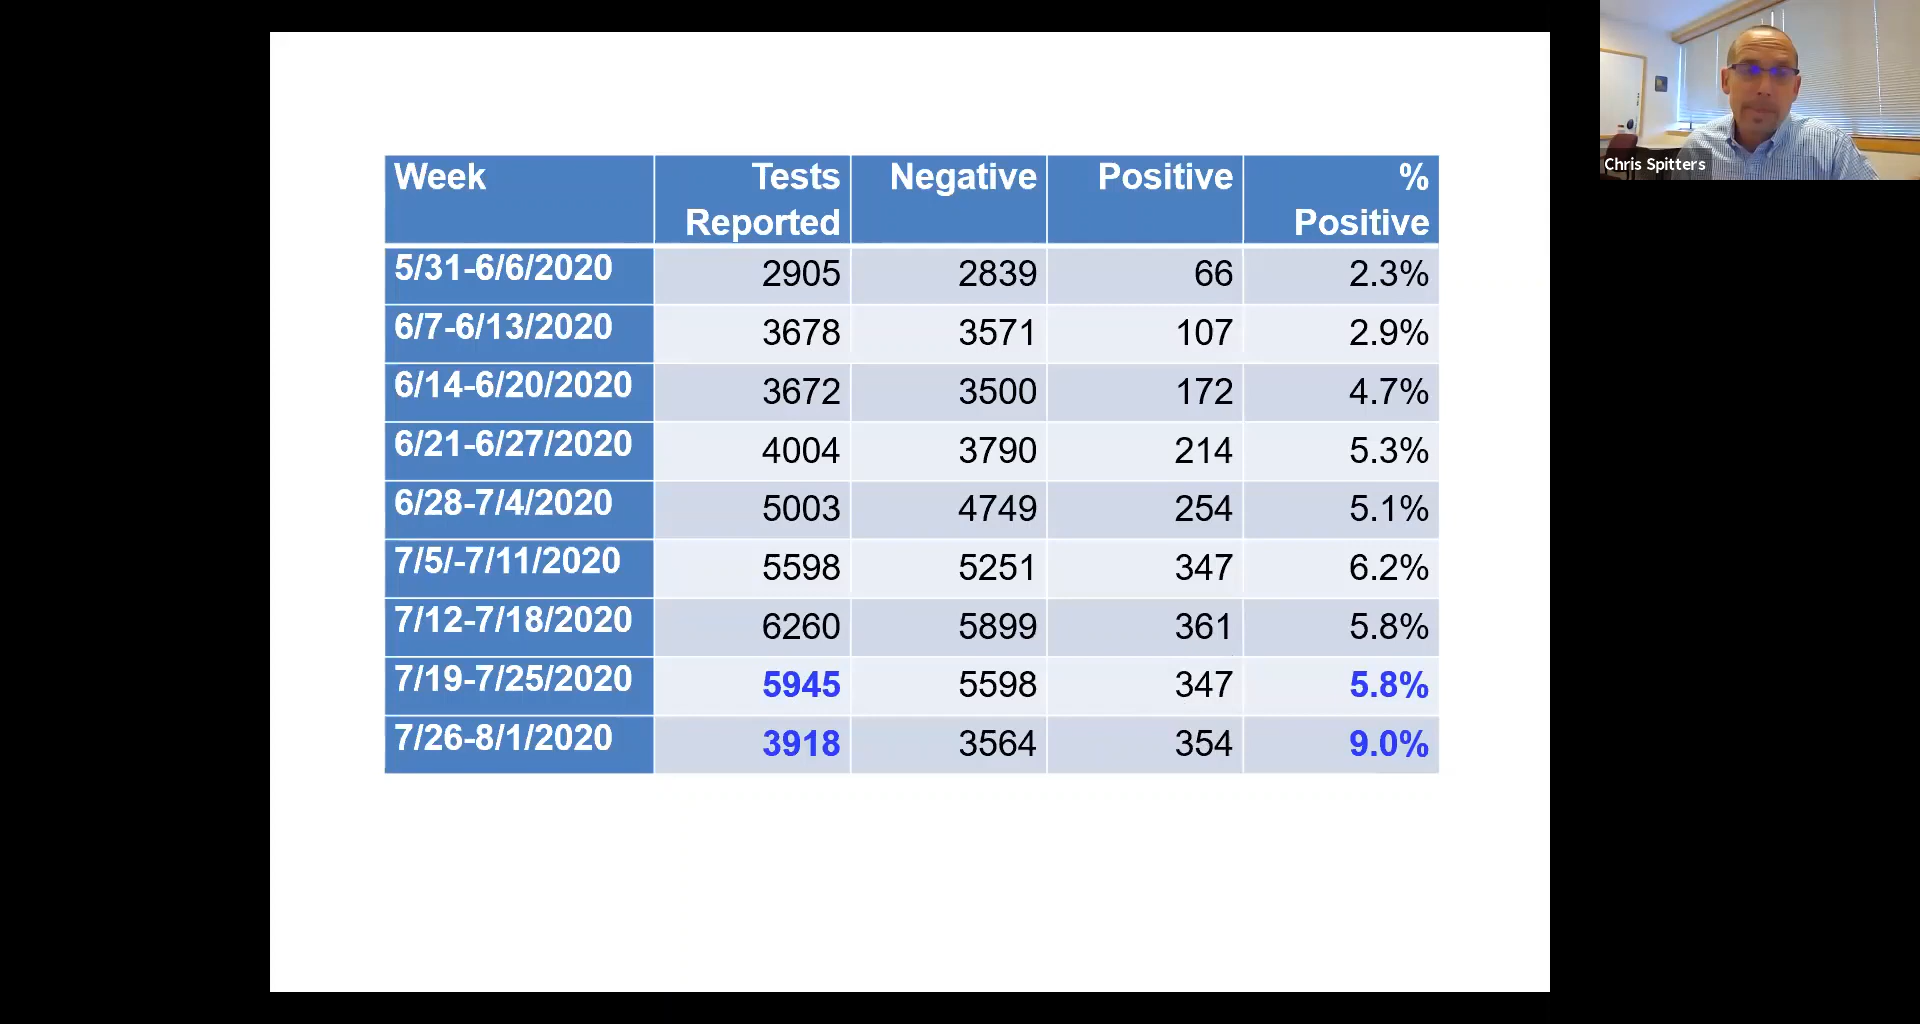 Week Tests Reported Negative Positive % Positive
5/31-6/6/2020 2905 2839 66 2.3%
6/7-6/13/2020 3678 3571 107 2.9%
6/14-6/20/2020 3672 3500 172 4.7%
6/21-6/27/2020 4004 3790 214 5.3%
6/28-7/4/2020 5003 4749 254 5.1%
7/5/-7/11/2020 5598 5251 347 6.2%
7/12-7/18/2020 6260 5899 361 5.8%
7/19-7/25/2020 5945 5598 347 5.8%
7/26-8/1/2020 3918 3564 354 9.0%
Chris Spitters